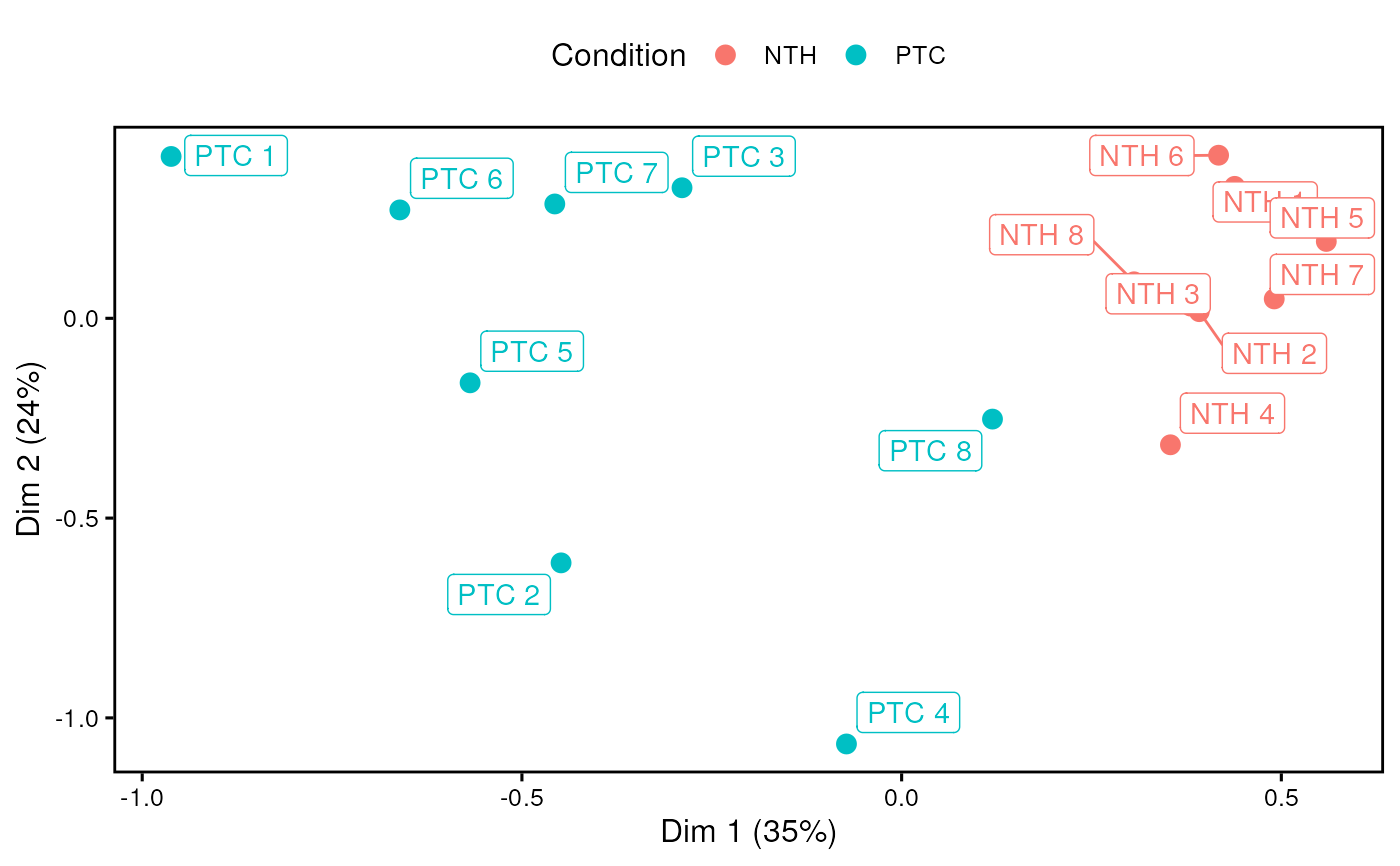 Condition NTH PTC
PTC 1
PTC 6
PTC 7
PTC 3
NTH 6
NTH 1
NTH 5
NTH 8
NTH 7
NTH 3
NTH 2
PTC 5
NTH 4
PTC 8
PTC 2
PTC 4
0.0
-0.5
-1.0
Dim 2 (24%)
-1.0 -0.5 0.0 0.5
Dim 1 (35%)